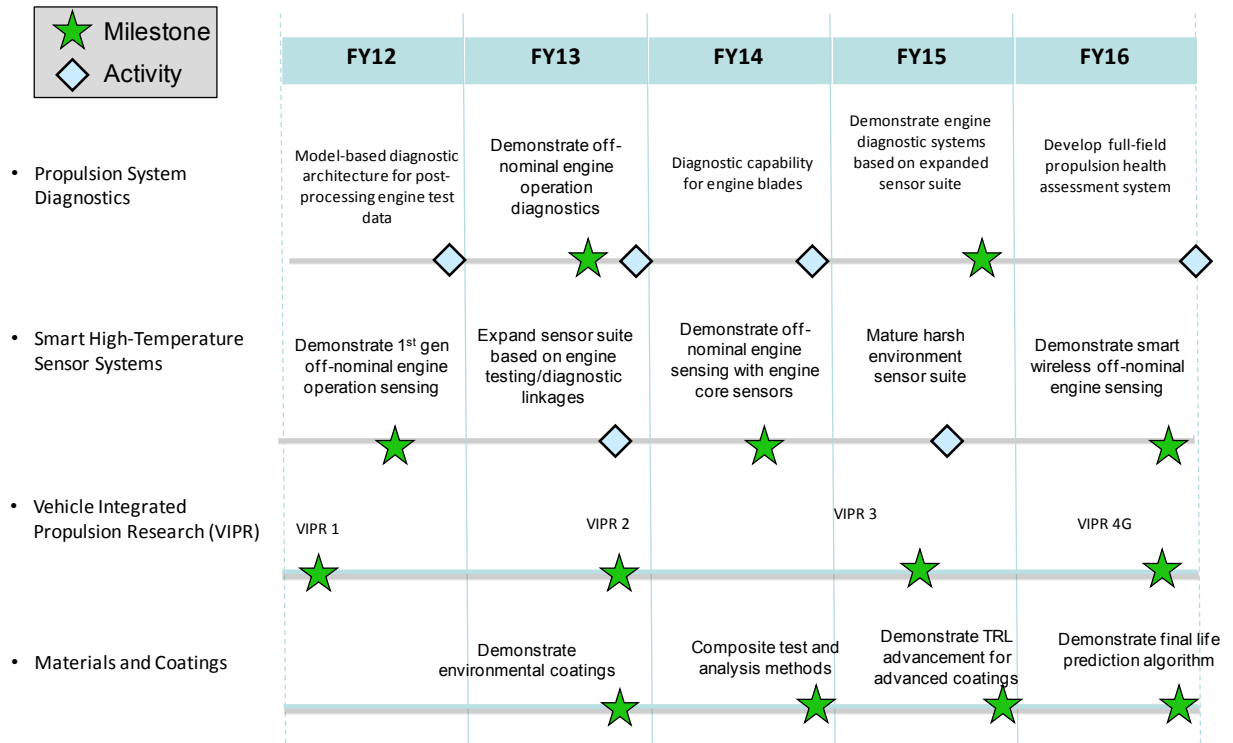 Milestone
Activity
FY12
FY13
FY14
FY15
FY16
• Propulsion System
Diagnostics
Model-based diagnostic
architecture for post-
processing engine test
data
Demonstrate off-
nominal engine
operation
diagnostics
Diagnostic capability
for engine blades
Demonstrate engine
diagnostic systems
based on expanded
sensor suite
Develop full-field
propulsion health
assessment system
• Smart High-Temperature
Sensor Systems
Demonstrate 1st gen
off-nominal engine
operation sensing
Expand sensor suite
based on engine
testing/diagnostic
linkages
Demonstrate off-
nominal engine
sensing with engine
core sensors
Mature harsh
environment
sensor suite
Demonstrate smart
wireless off-nominal
engine sensing
• Vehicle Integrated
Propulsion Research (VIPR)
VIPR 1
VIPR 2
VIPR 3
VIPR 4G
• Materials and Coatings
Demonstrate
environmental coatings
Composite test and
analysis methods
Demonstrate TRL
advancement for
advanced coatings
Demonstrate final life
prediction algorithm